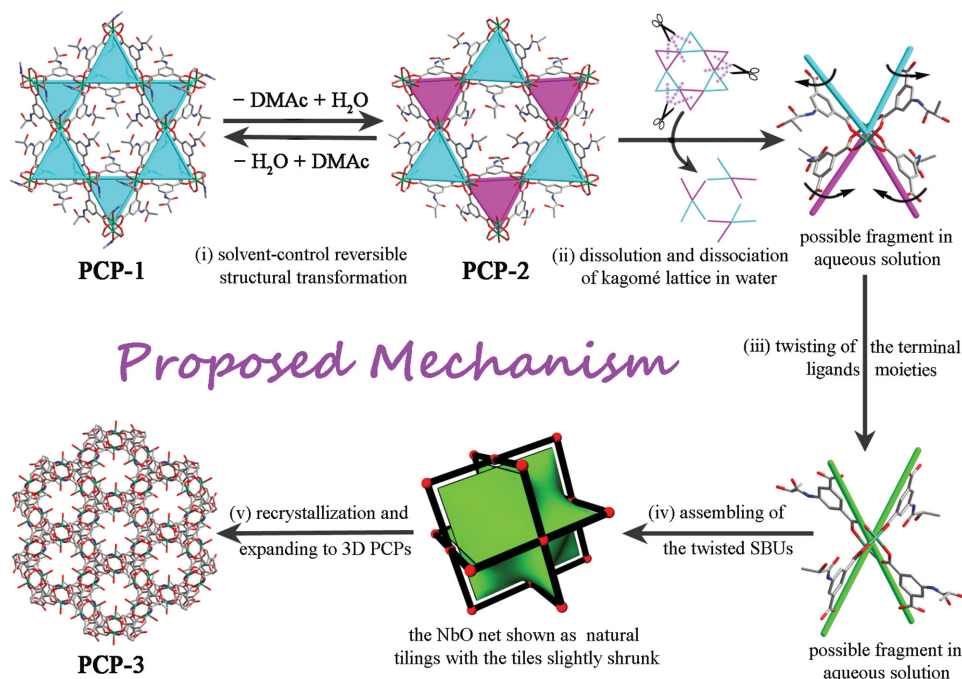 − DMAc + H2O
− H2O + DMAc
PCP-1
(i) solvent-control reversible
structural transformation
PCP-2
(ii) dissolution and dissociation
of kagomé lattice in water
possible fragment in
aqueous solution
(iii) twisting of the terminal
ligands moieties
Proposed Mechanism
(iv) assembling of
the twisted SBUs
possible fragment in
aqueous solution
the NbO net shown as natural
tilings with the tiles slightly shrunk
(v) recrystallization and
expanding to 3D PCPs
PCP-3